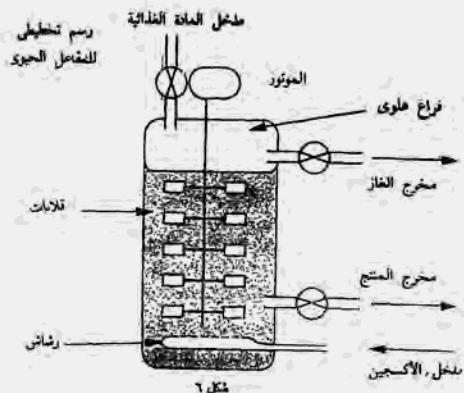 مدخل المادة الغذائية
رسم تخطيطى
للمفاعل الحيوى
الموتور
فراغ علوى
مخرج الغاز
قلابات
مخرج المنتج
رشاش
مدخل الأكسجين
شكل ٦